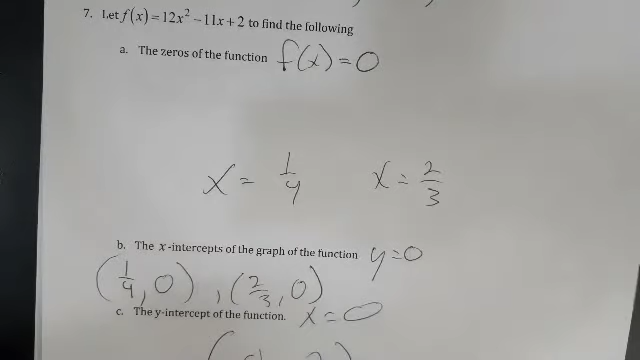 7. Let f(x) = 12x² − 11x + 2 to find the following
a. The zeros of the function f(x) = 0
x = 1/4 x = 2/3
b. The x-intercepts of the graph of the function y = 0
(1/4, 0), (2/3, 0)
c. The y-intercept of the function. x = 0